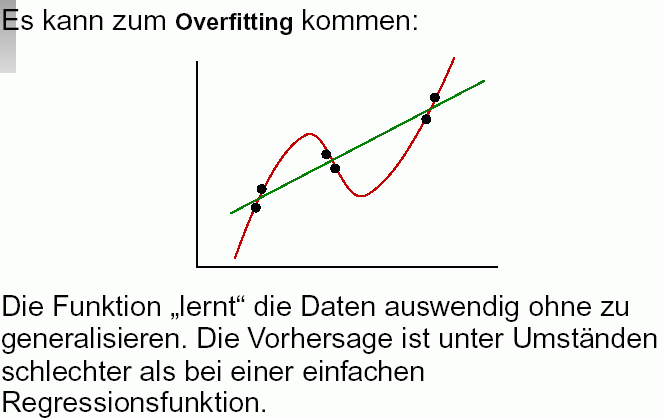 Es kann zum Overfitting kommen:
Die Funktion „lernt“ die Daten auswendig ohne zu
generalisieren. Die Vorhersage ist unter Umständen
schlechter als bei einer einfachen
Regressionsfunktion.